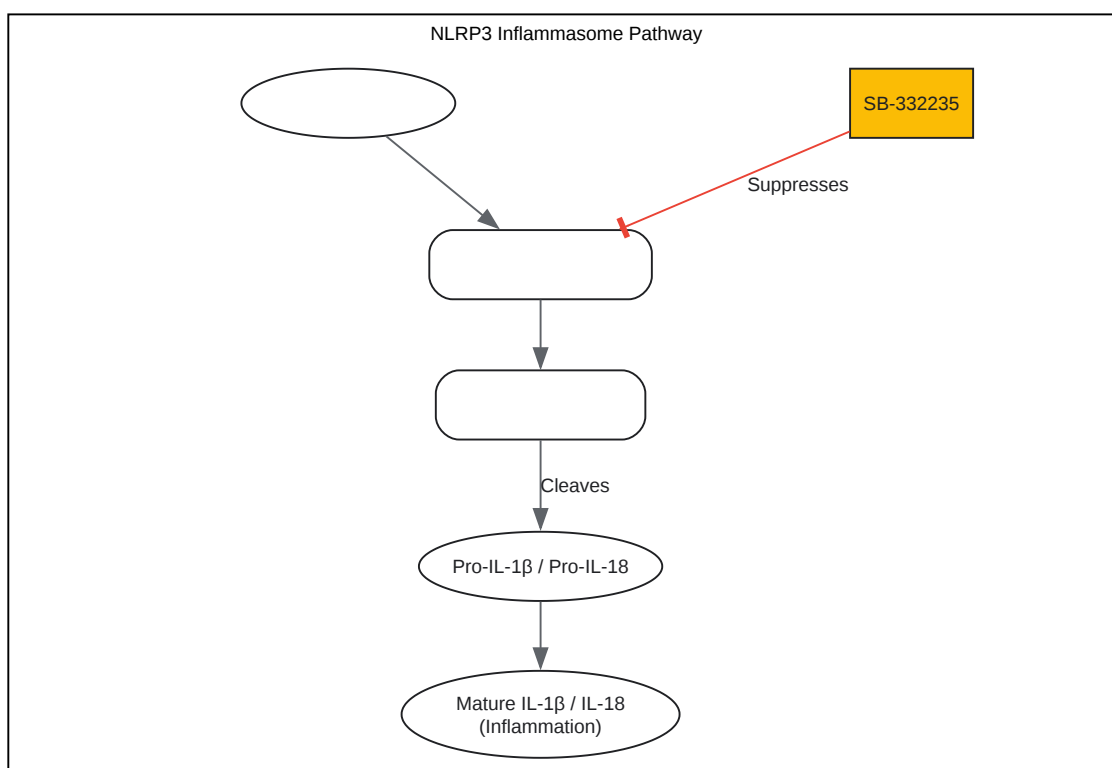 NLRP3 Inflammasome Pathway
SB-332235
Suppresses
Cleaves
Pro-IL-1β / Pro-IL-18
Mature IL-1β / IL-18
(Inflammation)